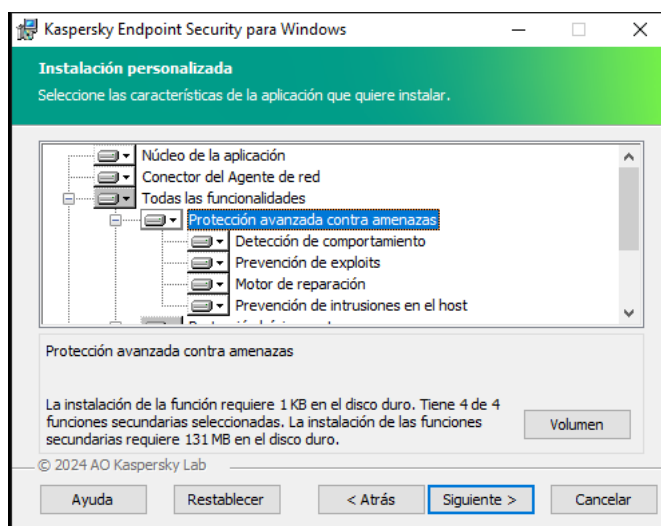 Kaspersky Endpoint Security para Windows
Instalación personalizada
Seleccione las características de la aplicación que quiere instalar.
Núcleo de la aplicación
Conector del Agente de red
Todas las funcionalidades
Protección avanzada contra amenazas
Detección de comportamiento
Prevención de exploits
Motor de reparación
Prevención de intrusiones en el host
Protección avanzada contra amenazas
La instalación de la función requiere 1 KB en el disco duro. Tiene 4 de 4
funciones secundarias seleccionadas. La instalación de las funciones
secundarias requiere 131 MB en el disco duro.
Volumen
© 2024 AO Kaspersky Lab
Ayuda
Restablecer
< Atrás
Siguiente >
Cancelar